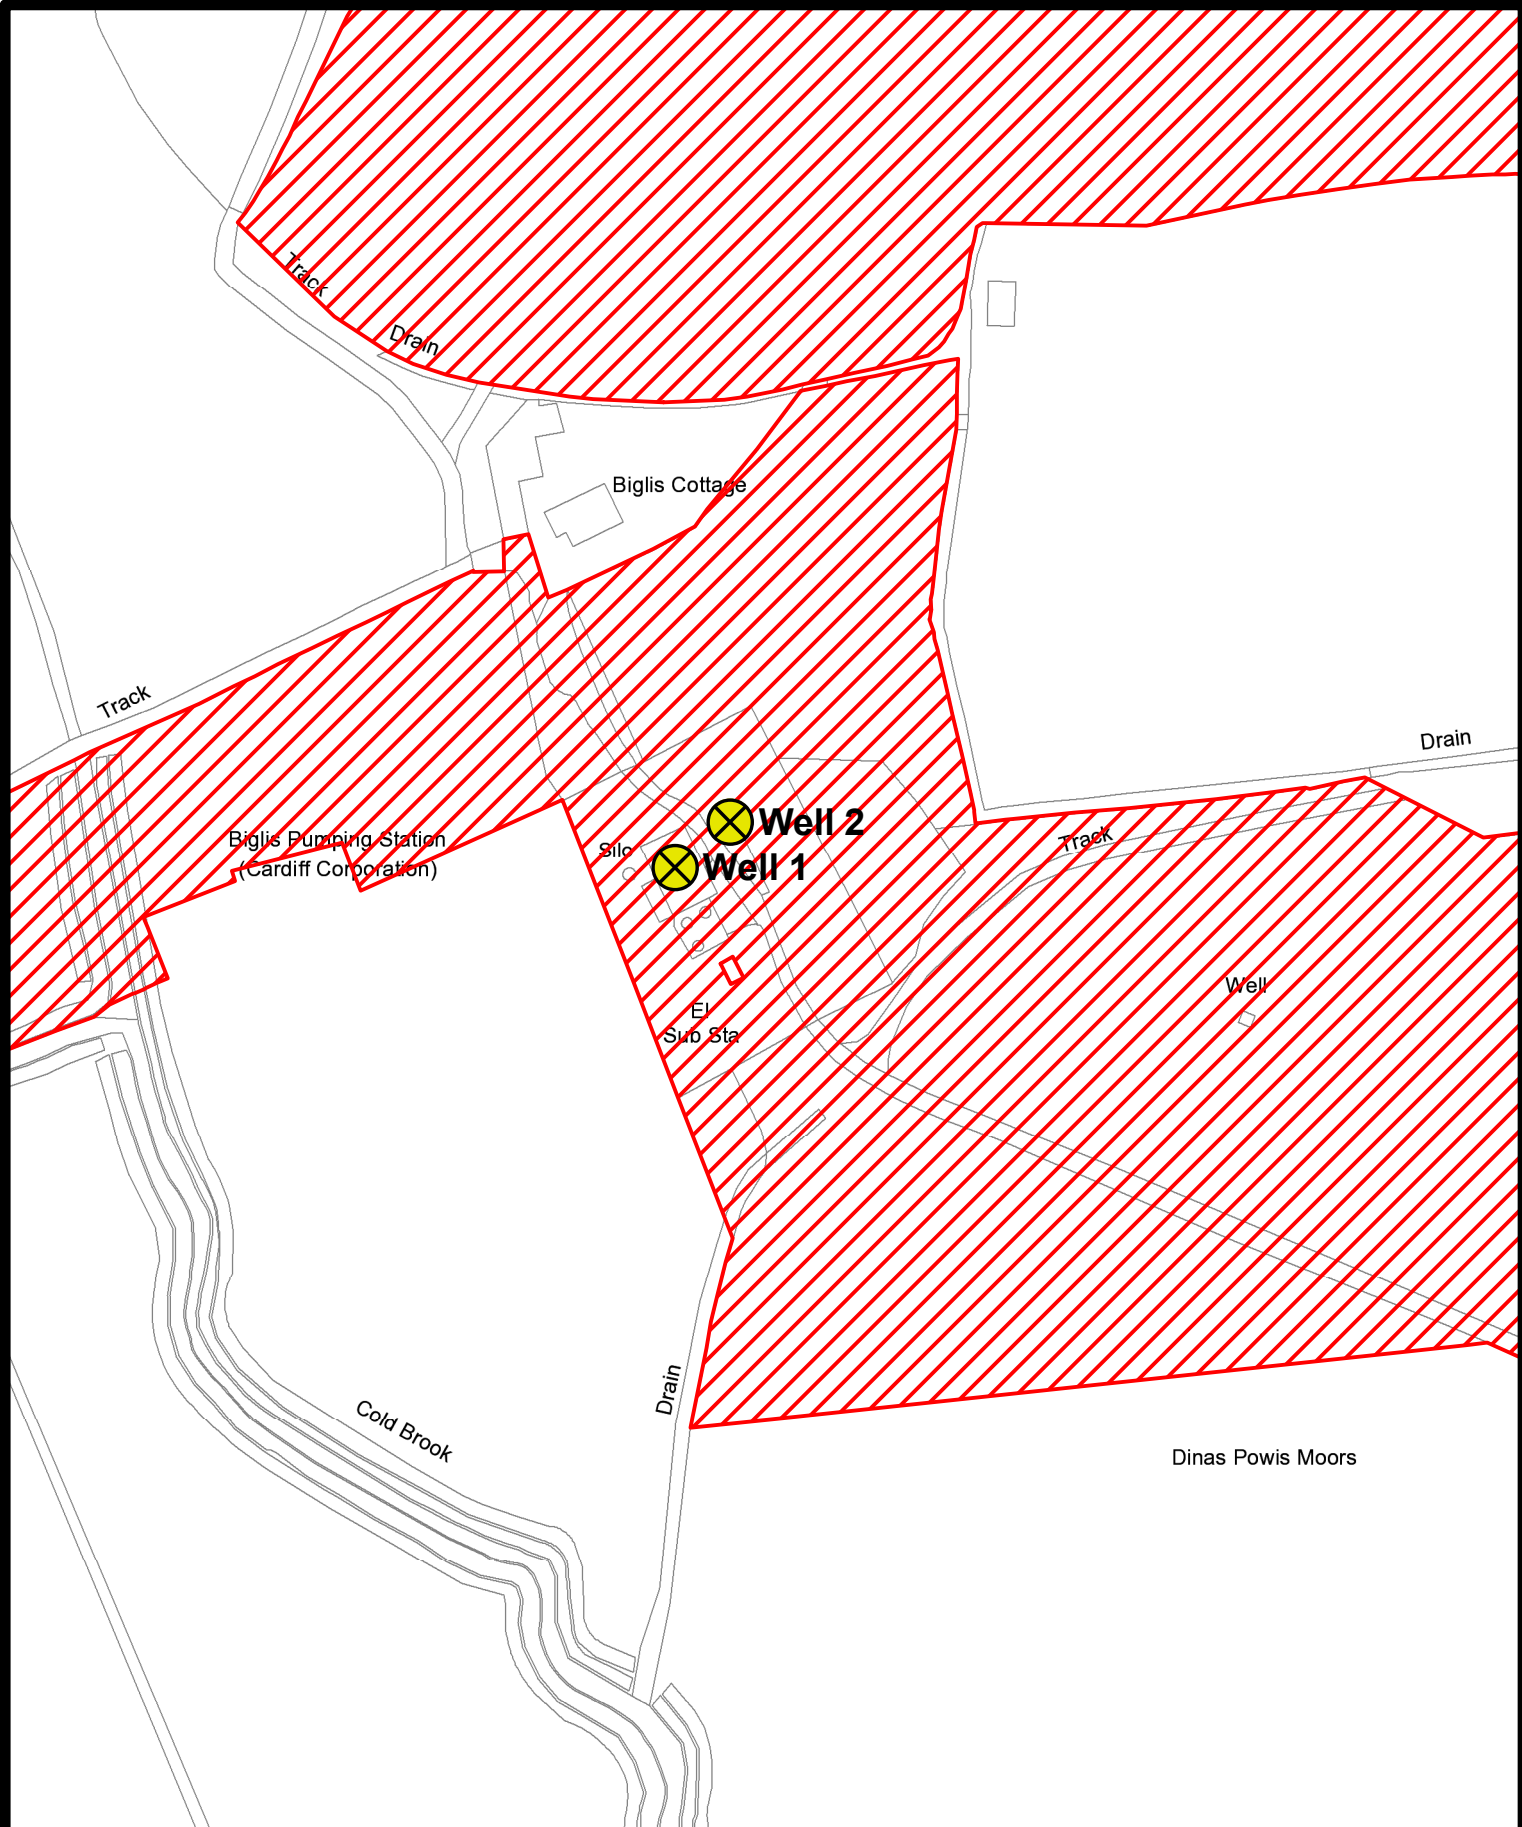 Track
Drain
Biglis Cottage
Track
Drain
Biglis Pumping Station
(Cardiff Corporation)
Silo
Well 2
Well 1
Track
Well
El
Sub Sta
Drain
Cold Brook
Dinas Powis Moors